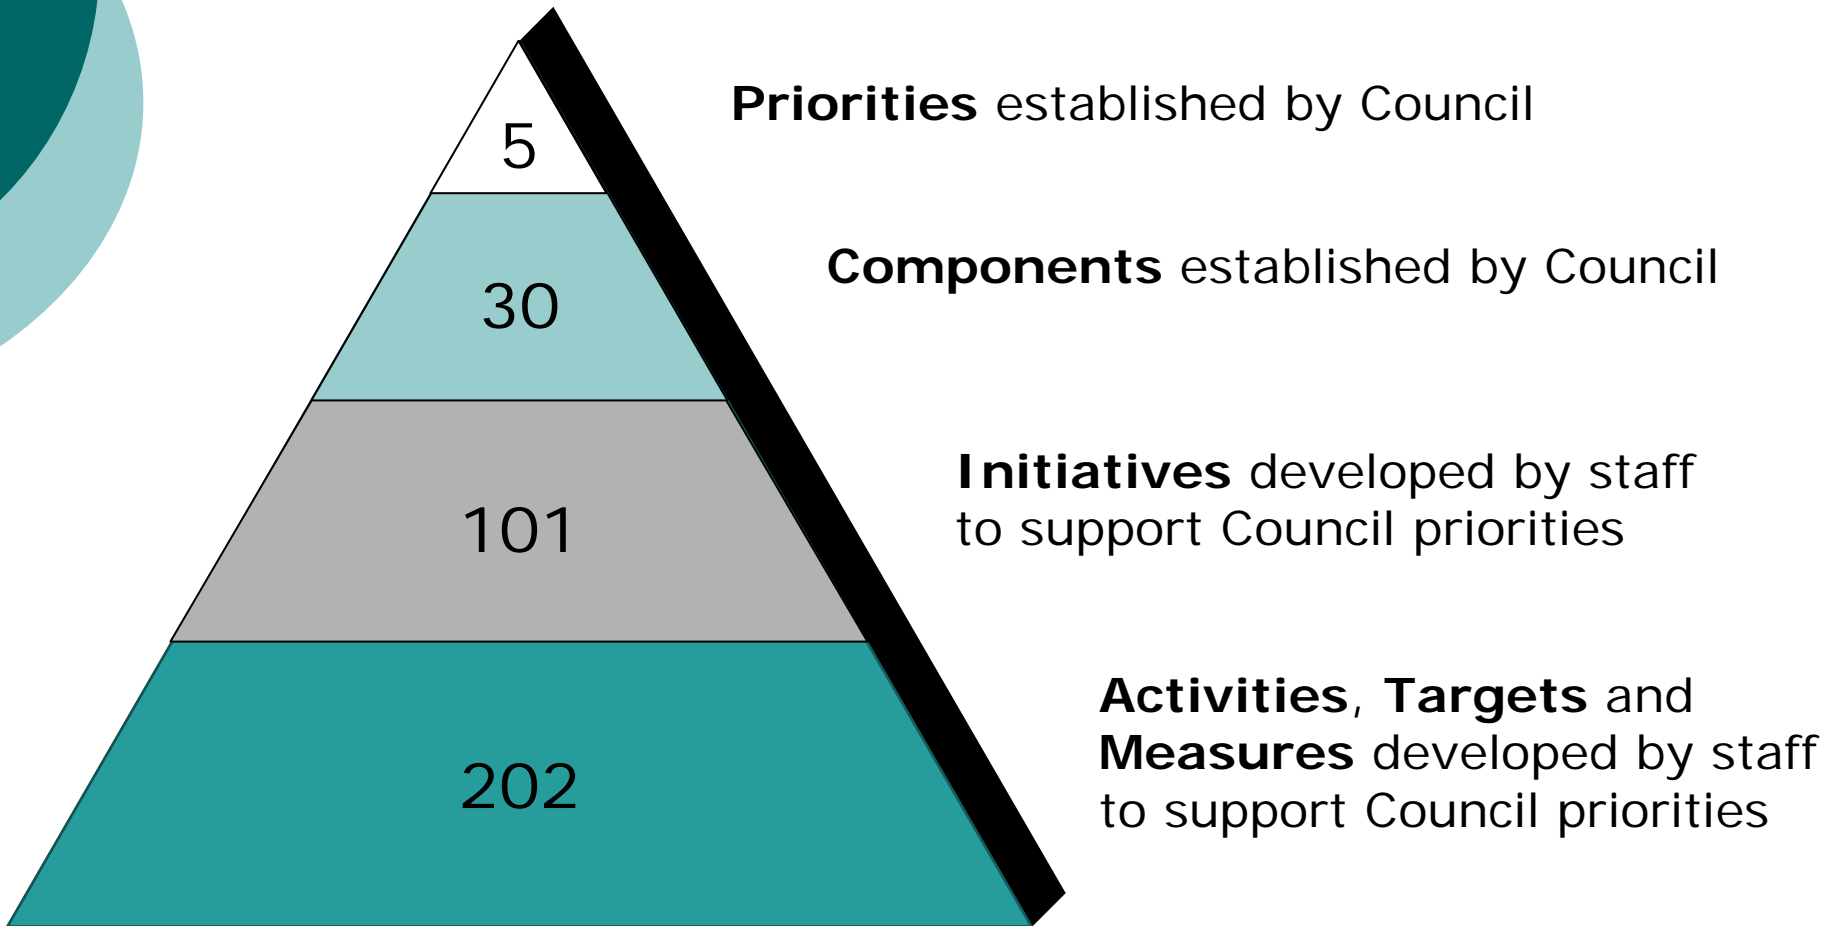 5
Priorities established by Council
30
Components established by Council
101
Initiatives developed by staff
to support Council priorities
202
Activities, Targets and
Measures developed by staff
to support Council priorities